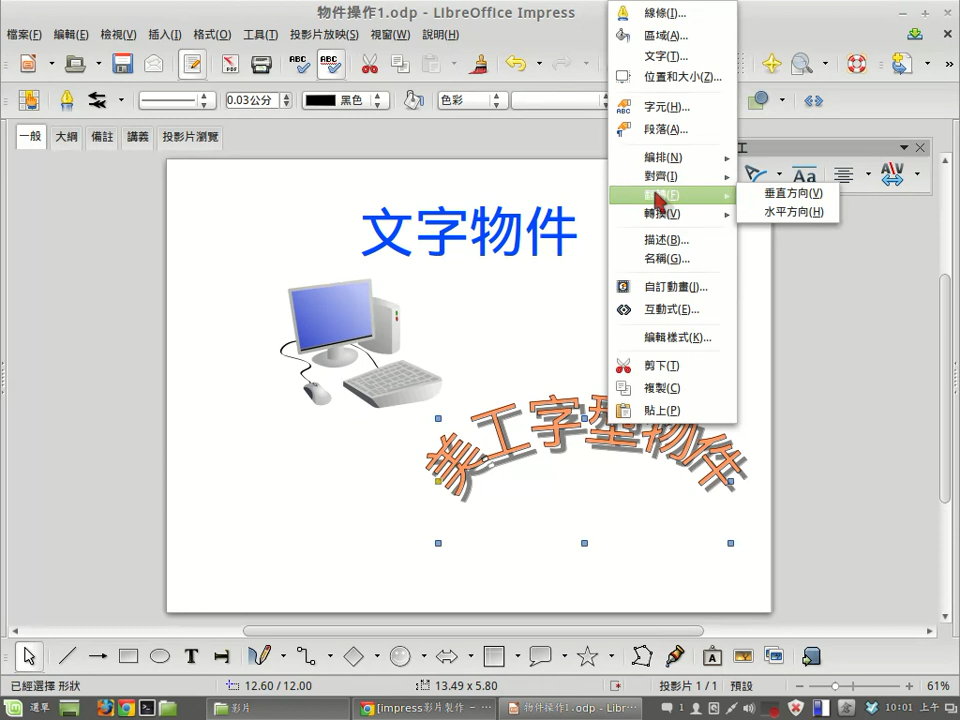 物件操作1.odp - LibreOffice Impress
檔案(F) 編輯(E) 檢視(V) 插入(I) 格式(O) 工具(T) 投影片放映(S) 視窗(W) 說明(H)
0.03公分 黑色 色彩
一般 大綱 備註 講義 投影片瀏覽
工
文字物件
美工字型物件
線條(I)...
區域(A)...
文字(T)...
位置和大小(Z)...
字元(H)...
段落(A)...
編排(N)
對齊(I)
翻轉(F)
轉換(V)
描述(B)...
名稱(G)...
自訂動畫(J)...
互動式(E)...
編輯樣式(K)...
剪下(T)
複製(C)
貼上(P)
垂直方向(V)
水平方向(H)
已經選擇 形狀 12.60 / 12.00 13.49 x 5.80 投影片 1 / 1 預設 61%
選單 彩片 [impress彩片製作 - ... 物件操作1.odp - Libr... 1 10:01 上午